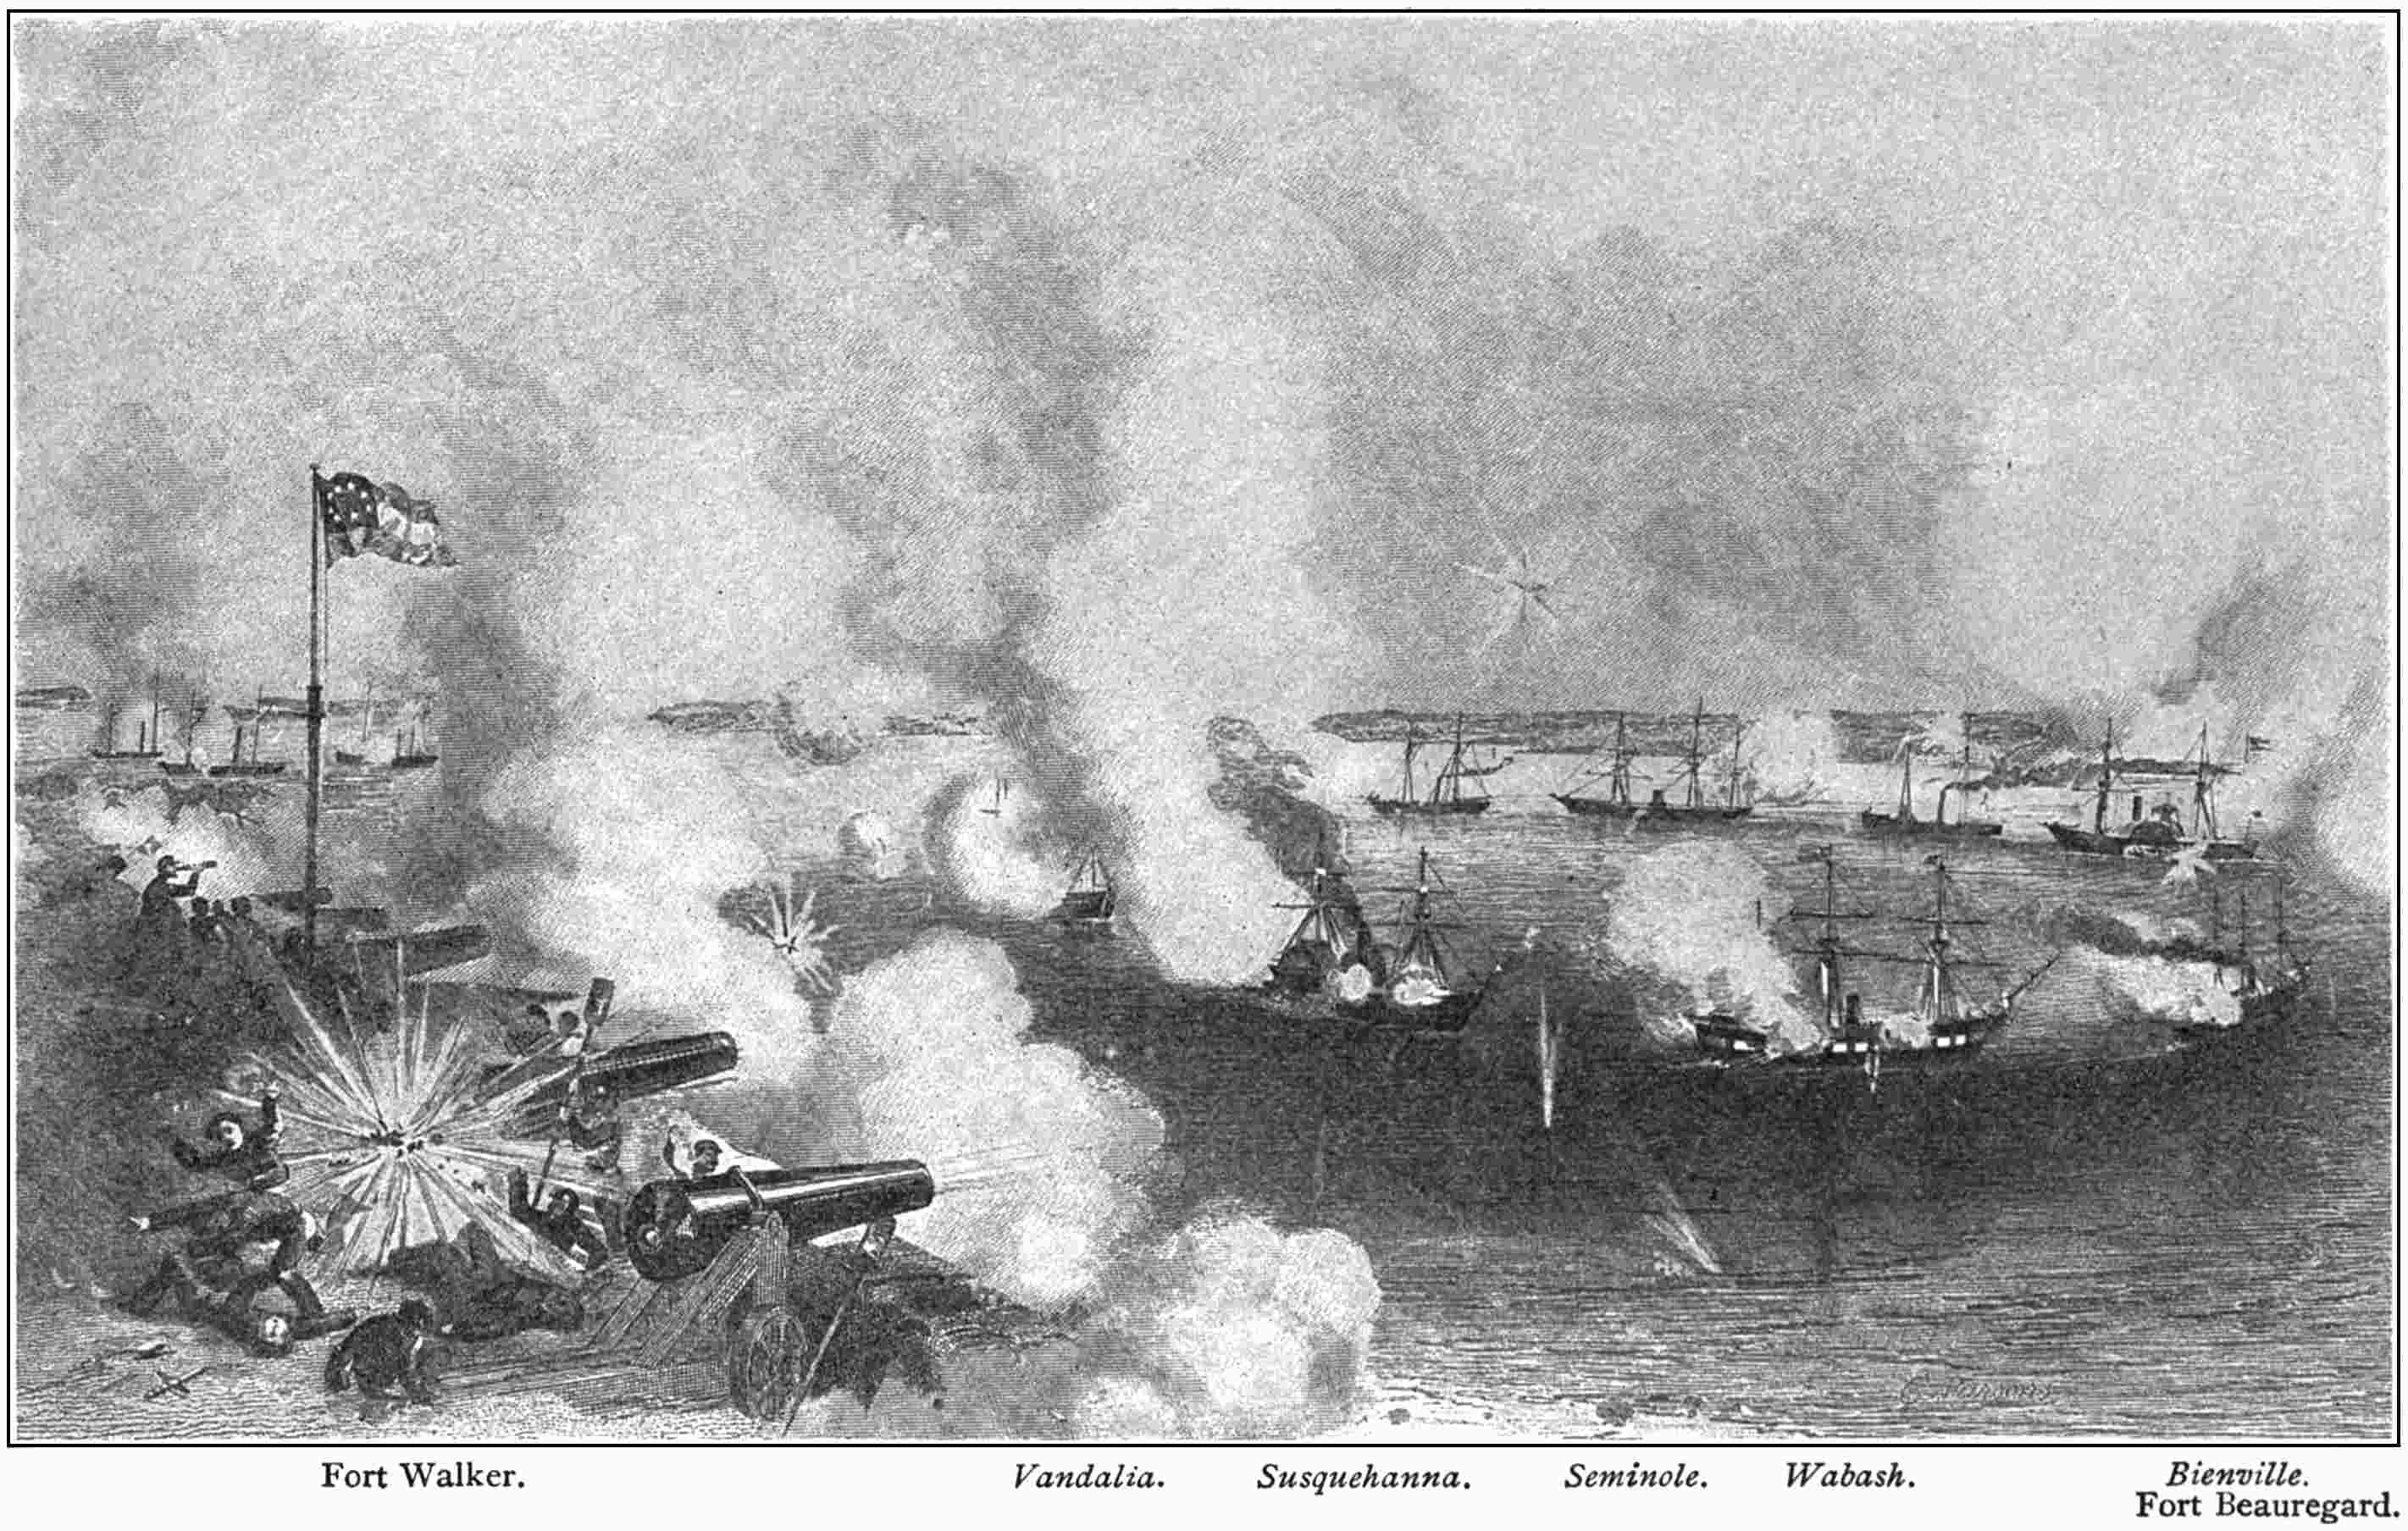 Fort Walker. Vandalia. Susquehanna. Seminole. Wabash. Bienville.
Fort Beauregard.